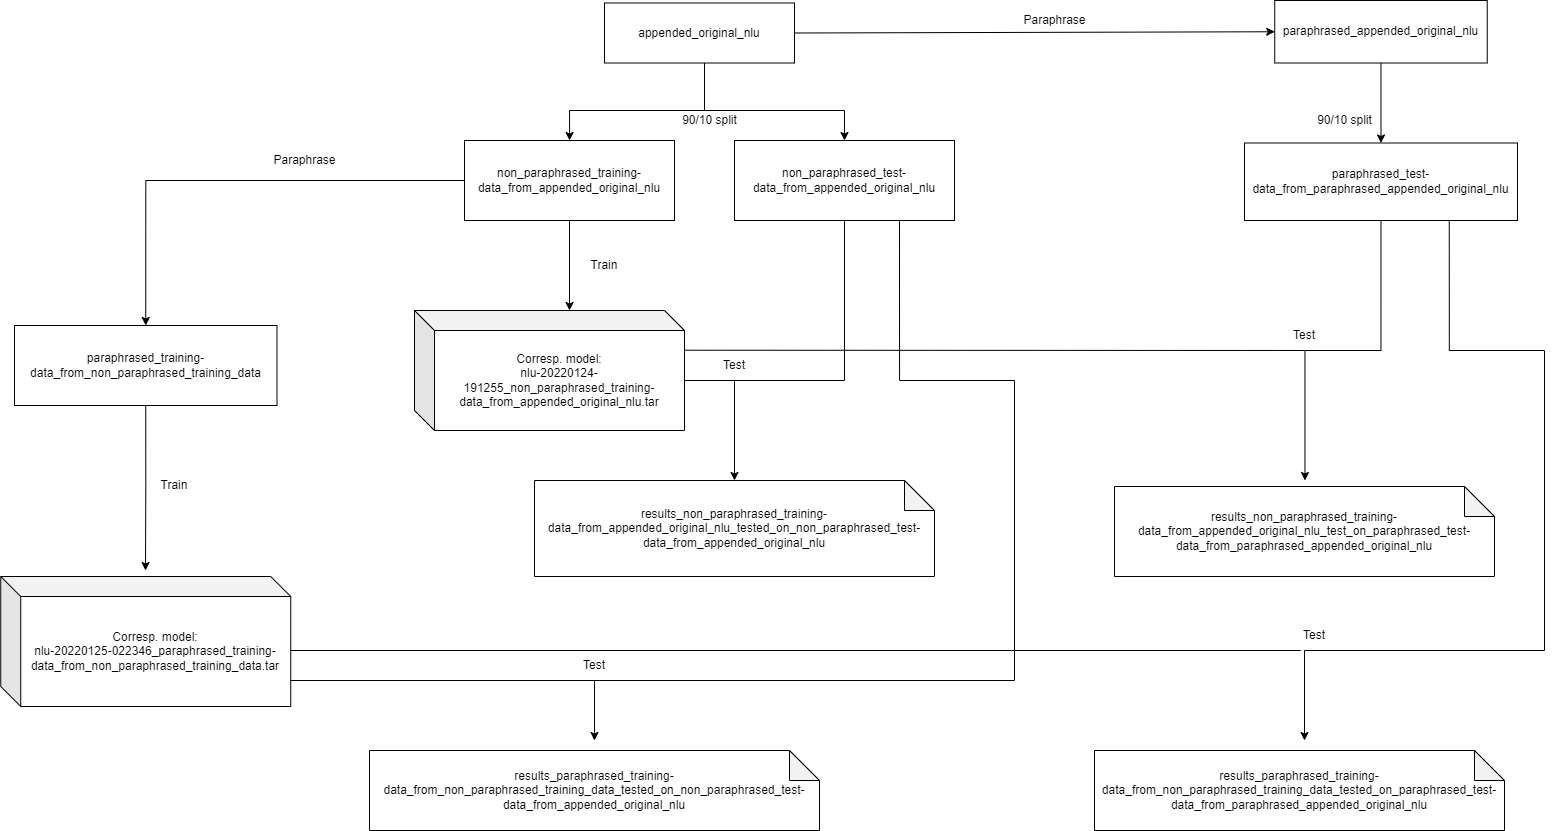 appended_original_nlu
Paraphrase
paraphrased_appended_original_nlu
90/10 split
90/10 split
Paraphrase
non_paraphrased_training-
data_from_appended_original_nlu
non_paraphrased_test-
data_from_appended_original_nlu
paraphrased_test-
data_from_paraphrased_appended_original_nlu
Train
paraphrased_training-
data_from_non_paraphrased_training_data
Corresp. model:
nlu-20220124-
191255_non_paraphrased_training-
data_from_appended_original_nlu.tar
Test
Test
Train
results_non_paraphrased_training-
data_from_appended_original_nlu_tested_on_non_paraphrased_test-
data_from_appended_original_nlu
results_non_paraphrased_training-
data_from_appended_original_nlu_test_on_paraphrased_test-
data_from_paraphrased_appended_original_nlu
Corresp. model:
nlu-20220125-022346_paraphrased_training-
data_from_non_paraphrased_training_data.tar
Test
Test
results_paraphrased_training-
data_from_non_paraphrased_training_data_tested_on_non_paraphrased_test-
data_from_appended_original_nlu
results_paraphrased_training-
data_from_non_paraphrased_training_data_tested_on_paraphrased_test-
data_from_paraphrased_appended_original_nlu